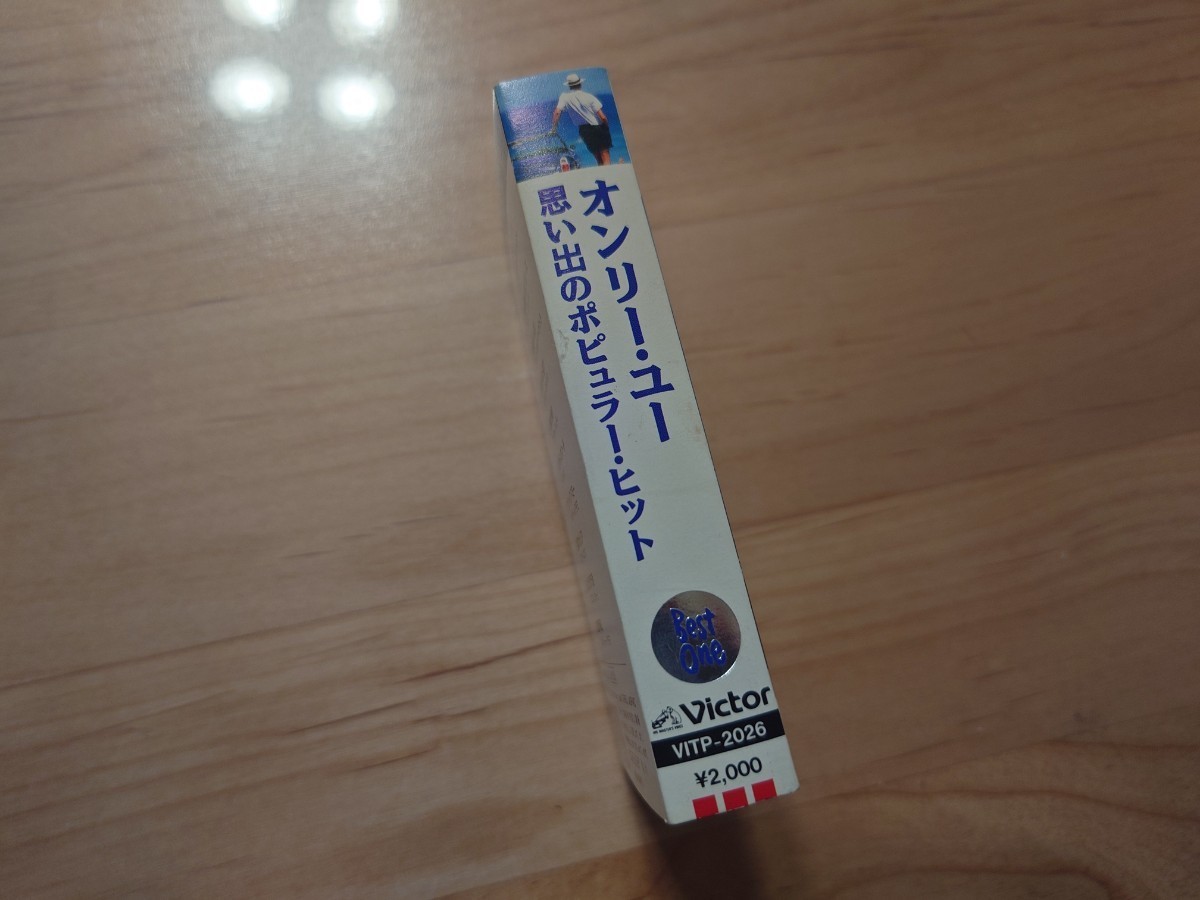 オンリー・ユー
思い出のポピュラー・ヒット
Best
One
Victor
VITP-2026
¥2,000